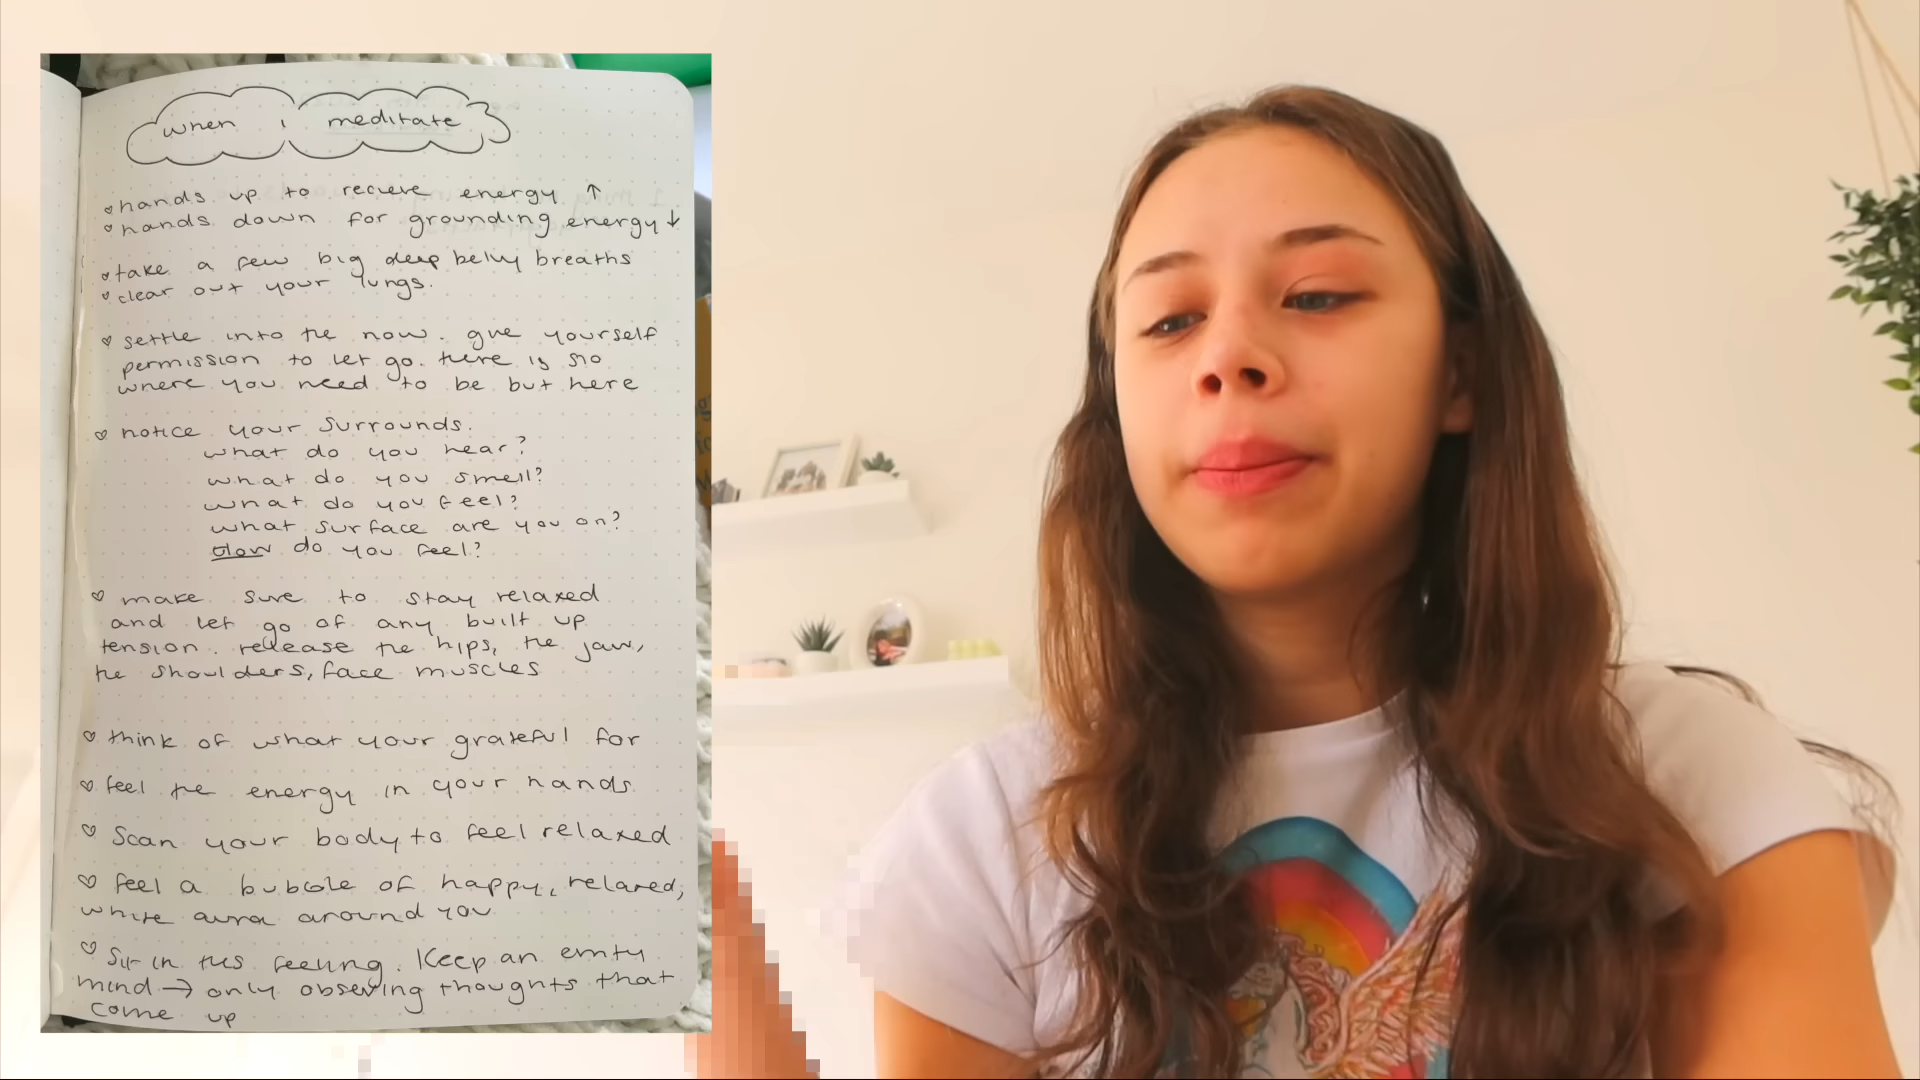 when i meditate
hands up to recieve energy ↑
hands down for grounding energy ↓
take a few big deep belly breaths
clear out your lungs.
settle into the now. give yourself
permission to let go. there is no
where you need to be but here
notice your surrounds.
what do you hear?
what do you smell?
what do you feel?
what surface are you on?
How do you feel?
make sure to stay relaxed
and let go of any built up
tension. release the hips, the jaw,
the shoulders, face muscles
think of what your grateful for
feel the energy in your hands
Scan your body to feel relaxed
feel a bubble of happy, relaxed,
white aura around you
Sit in this feeling. Keep an emty
mind → only observing thoughts that
come up